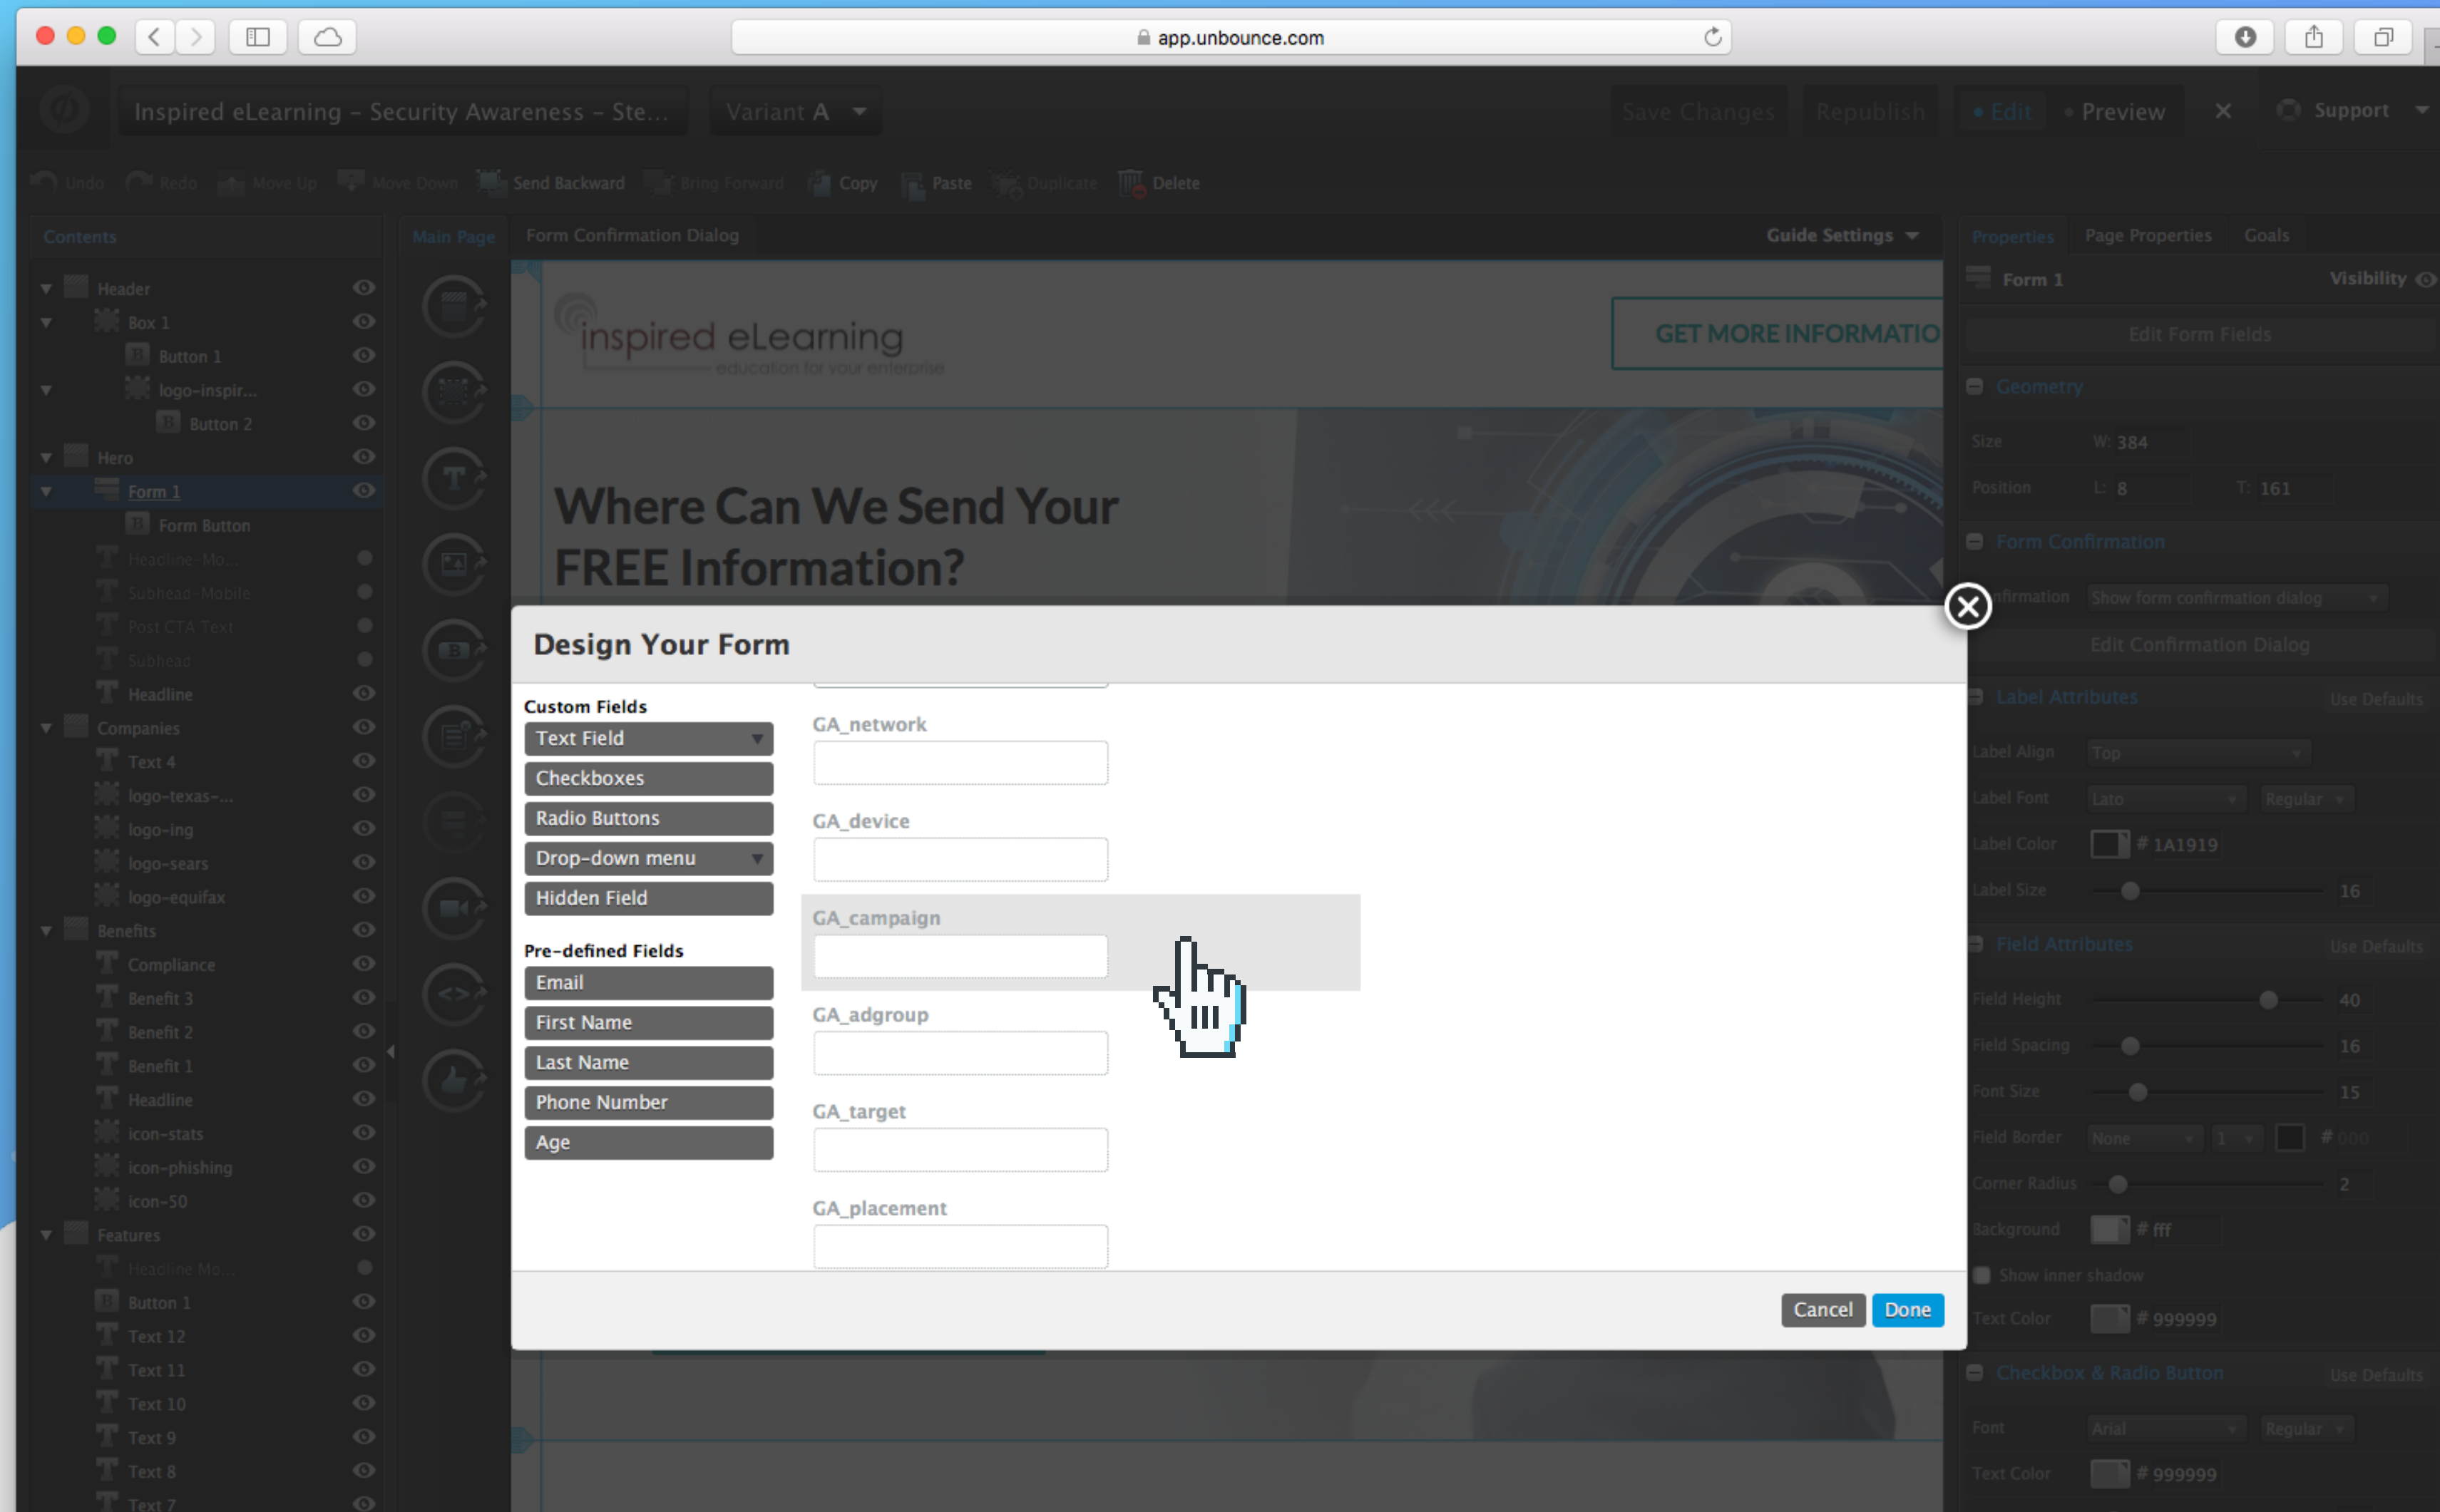 app.unbounce.com
Inspired eLearning – Security Awareness – Ste...
Variant A
Save Changes
Republish
Edit
Preview
Support
Undo
Redo
Move Up
Move Down
Send Backward
Bring Forward
Copy
Paste
Duplicate
Delete
Contents
Main Page
Form Confirmation Dialog
Guide Settings
Properties
Page Properties
Goals
Header
Box 1
Button 1
logo-inspir...
Button 2
Hero
Form 1
Form Button
Headline-Mo...
Subhead-Mobile
Post CTA Text
Subhead
Headline
Companies
Text 4
logo-texas-...
logo-ing
logo-sears
logo-equifax
Benefits
Compliance
Benefit 3
Benefit 2
Benefit 1
Headline
icon-stats
icon-phishing
icon-50
Features
Headline Mo...
Button 1
Text 12
Text 11
Text 10
Text 9
Text 8
Text 7
inspired eLearning
education for your enterprise
GET MORE INFORMATIO
Where Can We Send Your
FREE Information?
Design Your Form
Custom Fields
Text Field
Checkboxes
Radio Buttons
Drop-down menu
Hidden Field
Pre-defined Fields
Email
First Name
Last Name
Phone Number
Age
GA_network
GA_device
GA_campaign
GA_adgroup
GA_target
GA_placement
Cancel
Done
Form 1
Visibility
Edit Form Fields
Geometry
Size W: 384
Position L: 8 T: 161
Form Confirmation
nfirmation Show form confirmation dialog
Edit Confirmation Dialog
Label Attributes Use Defaults
Label Align Top
Label Font Lato Regular
Label Color # 1A1919
Label Size 16
Field Attributes Use Defaults
Field Height 40
Field Spacing 16
Font Size 15
Field Border None 1 # 000
Corner Radius 2
Background # fff
Show inner shadow
Text Color # 999999
Checkbox & Radio Button Use Defaults
Font Arial Regular
Text Color # 999999